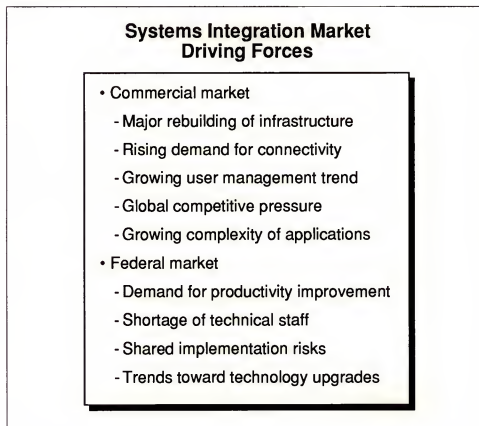 Systems Integration Market
Driving Forces
• Commercial market
- Major rebuilding of infrastructure
- Rising demand for connectivity
- Growing user management trend
- Global competitive pressure
- Growing complexity of applications
• Federal market
- Demand for productivity improvement
- Shortage of technical staff
- Shared implementation risks
- Trends toward technology upgrades